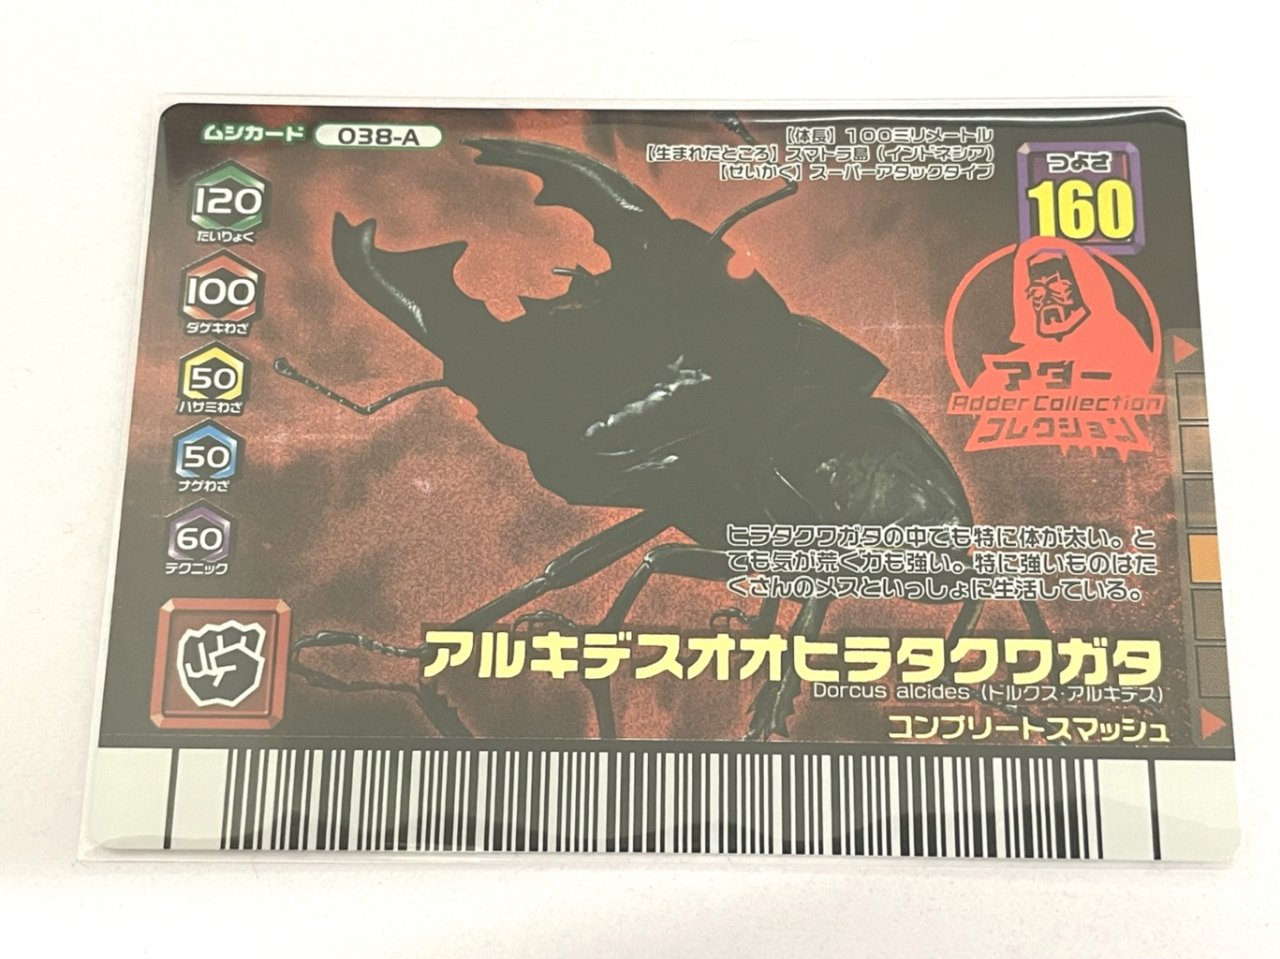 ムシカード 038-A
【体長】100ミリメートル
【生まれたところ】スマトラ島（インドネシア）
【せいかく】スーパーアタックタイプ
つよさ
160
120
たいりょく
100
ダゲキわざ
50
ハサミわざ
50
ナゲわざ
60
テクニック
アダー
Adder Collection
コレクション
ヒラタクワガタの中でも特に体が太い。と
ても気が荒く力も強い。特に強いものはた
くさんのメスといっしょに生活している。
アルキデスオオヒラタクワガタ
Dorcus alcides（ドルクス・アルキデス）
コンプリートスマッシュ